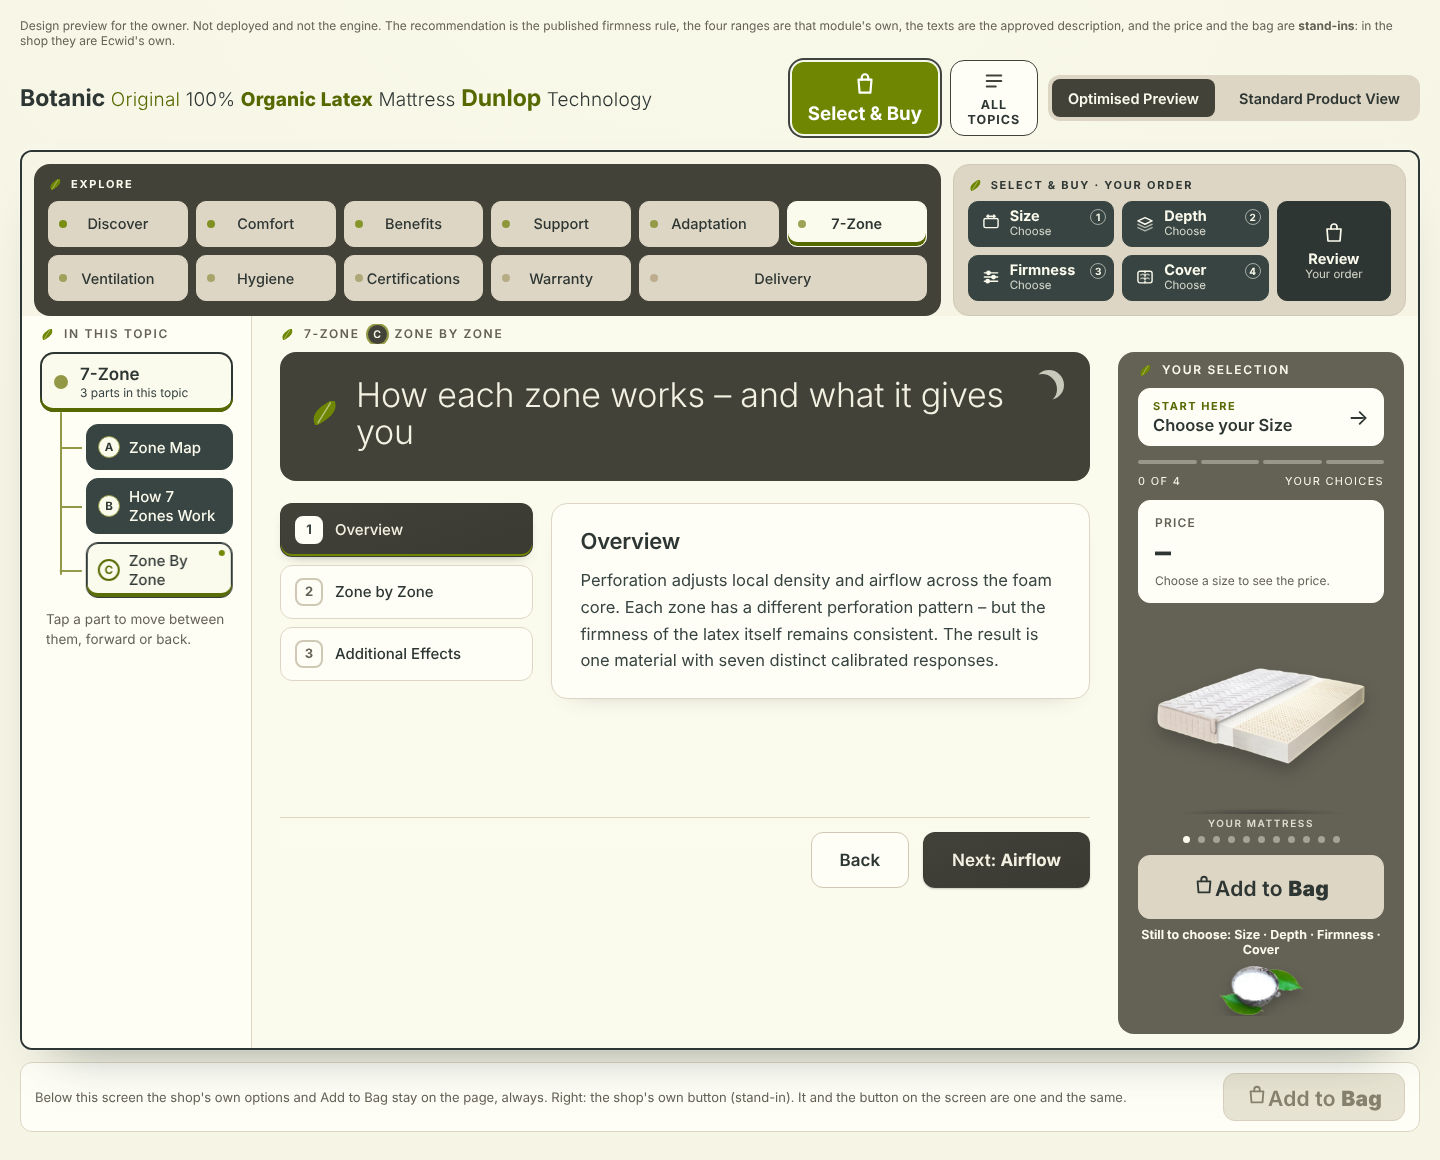 Design preview for the owner. Not deployed and not the engine. The recommendation is the published firmness rule, the four ranges are that module's own, the texts are the approved description, and the price and the bag are stand-ins: in the
shop they are Ecwid's own.
Botanic Original 100% Organic Latex Mattress Dunlop Technology
Select & Buy
ALL
TOPICS
Optimised Preview
Standard Product View
EXPLORE
Discover
Comfort
Benefits
Support
Adaptation
7-Zone
Ventilation
Hygiene
Certifications
Warranty
Delivery
SELECT & BUY · YOUR ORDER
Size
Choose
1
Depth
Choose
2
Firmness
Choose
3
Cover
Choose
4
Review
Your order
IN THIS TOPIC
7-Zone
3 parts in this topic
A
Zone Map
B
How 7
Zones Work
C
Zone By
Zone
Tap a part to move between
them, forward or back.
7-ZONE C ZONE BY ZONE
How each zone works – and what it gives
you
1
Overview
2
Zone by Zone
3
Additional Effects
Overview
Perforation adjusts local density and airflow across the foam
core. Each zone has a different perforation pattern – but the
firmness of the latex itself remains consistent. The result is
one material with seven distinct calibrated responses.
Back
Next: Airflow
YOUR SELECTION
START HERE
Choose your Size
0 OF 4
YOUR CHOICES
PRICE
–
Choose a size to see the price.
YOUR MATTRESS
Add to Bag
Still to choose: Size · Depth · Firmness ·
Cover
Below this screen the shop's own options and Add to Bag stay on the page, always. Right: the shop's own button (stand-in). It and the button on the screen are one and the same.
Add to Bag